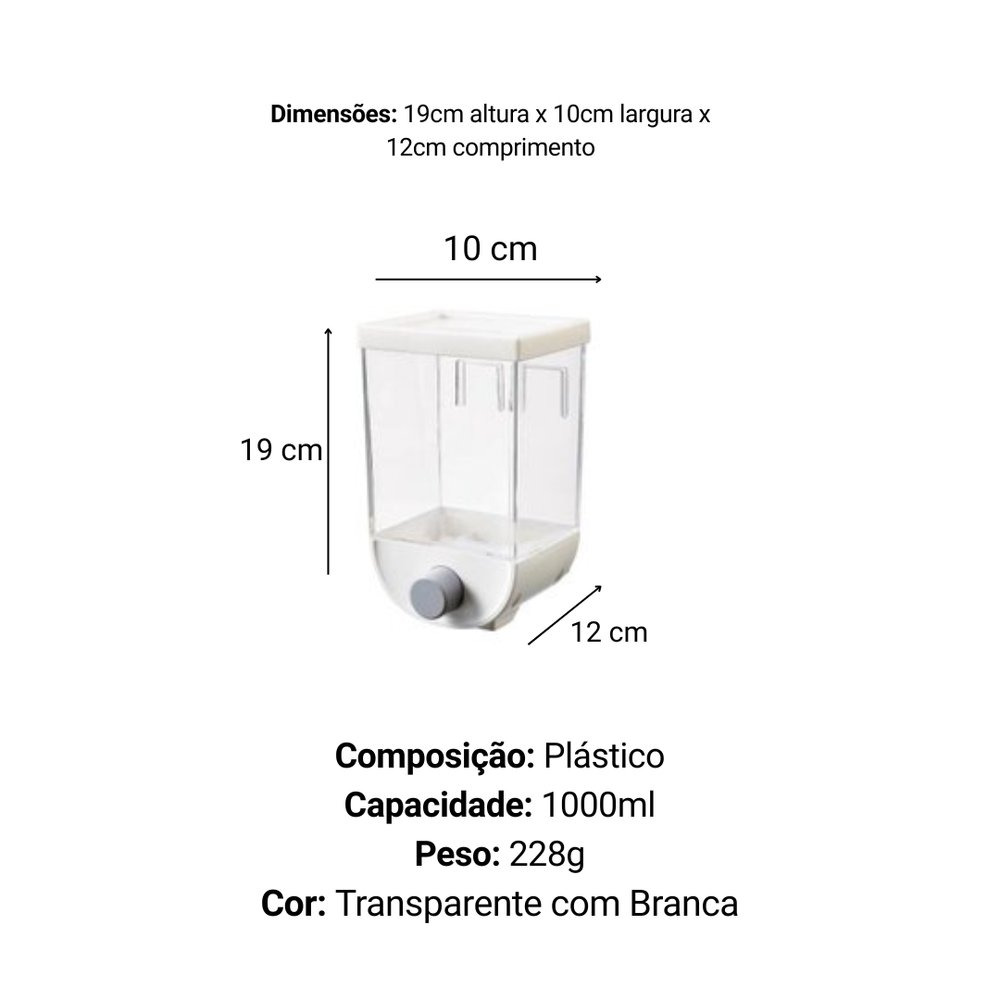 Dimensões: 19cm altura x 10cm largura x
12cm comprimento
10 cm
19 cm
12 cm
Composição: Plástico
Capacidade: 1000ml
Peso: 228g
Cor: Transparente com Branca